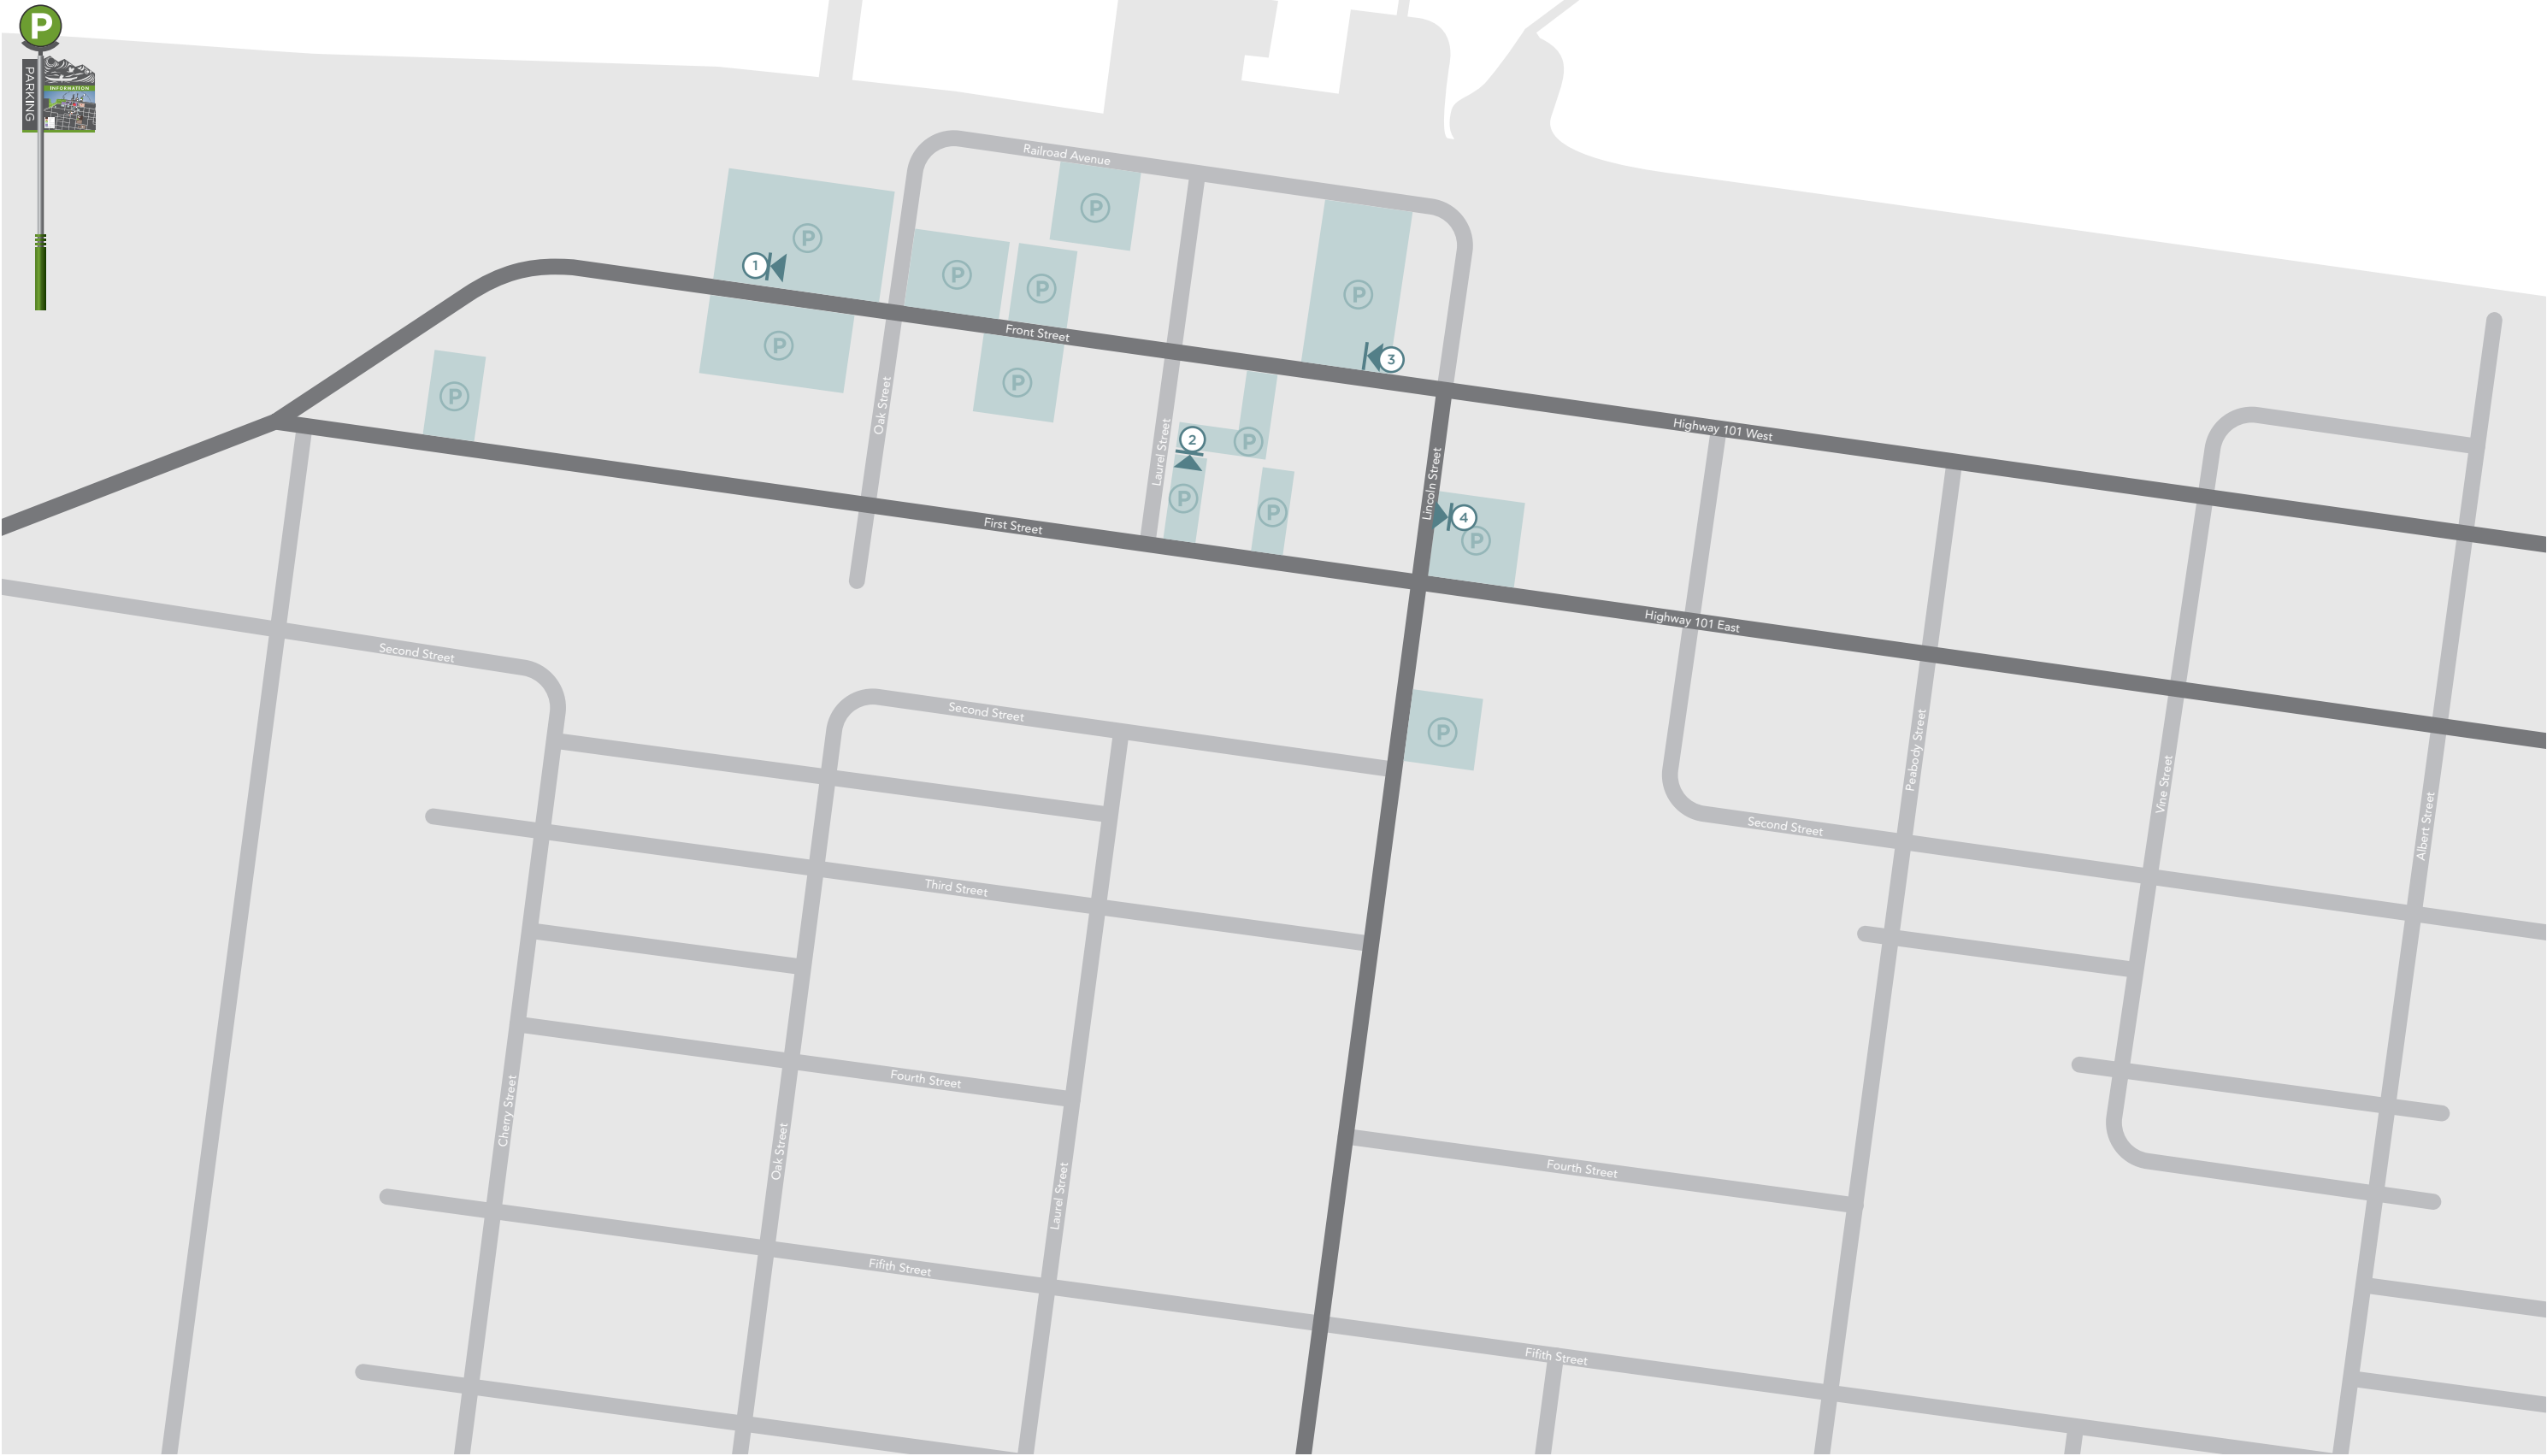 P
PARKING
INFORMATION
Railroad Avenue
P
P
P
1
P
P
Front Street
3
P
P
P
Oak Street
Laurel Street
2
P
Highway 101 West
Lincoln Street
P
P
4
P
First Street
Highway 101 East
Second Street
Second Street
P
Peabody Street
Vine Street
Second Street
Albert Street
Third Street
Fourth Street
Cherry Street
Oak Street
Laurel Street
Fourth Street
Fifith Street
Fifith Street